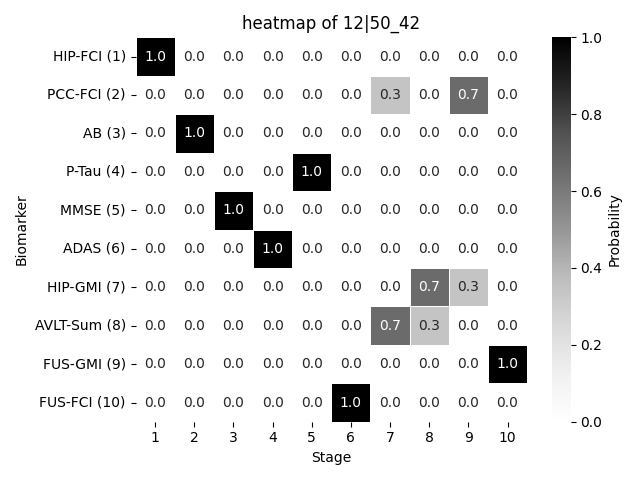 heatmap of 12|50_42
HIP-FCI (1) 1.0 0.0 0.0 0.0 0.0 0.0 0.0 0.0 0.0 0.0
PCC-FCI (2) 0.0 0.0 0.0 0.0 0.0 0.0 0.3 0.0 0.7 0.0
AB (3) 0.0 1.0 0.0 0.0 0.0 0.0 0.0 0.0 0.0 0.0
P-Tau (4) 0.0 0.0 0.0 0.0 1.0 0.0 0.0 0.0 0.0 0.0
MMSE (5) 0.0 0.0 1.0 0.0 0.0 0.0 0.0 0.0 0.0 0.0
ADAS (6) 0.0 0.0 0.0 1.0 0.0 0.0 0.0 0.0 0.0 0.0
HIP-GMI (7) 0.0 0.0 0.0 0.0 0.0 0.0 0.0 0.7 0.3 0.0
AVLT-Sum (8) 0.0 0.0 0.0 0.0 0.0 0.0 0.7 0.3 0.0 0.0
FUS-GMI (9) 0.0 0.0 0.0 0.0 0.0 0.0 0.0 0.0 0.0 1.0
FUS-FCI (10) 0.0 0.0 0.0 0.0 0.0 1.0 0.0 0.0 0.0 0.0
1 2 3 4 5 6 7 8 9 10
Stage
Biomarker
1.0
0.8
0.6
0.4
0.2
0.0
Probability